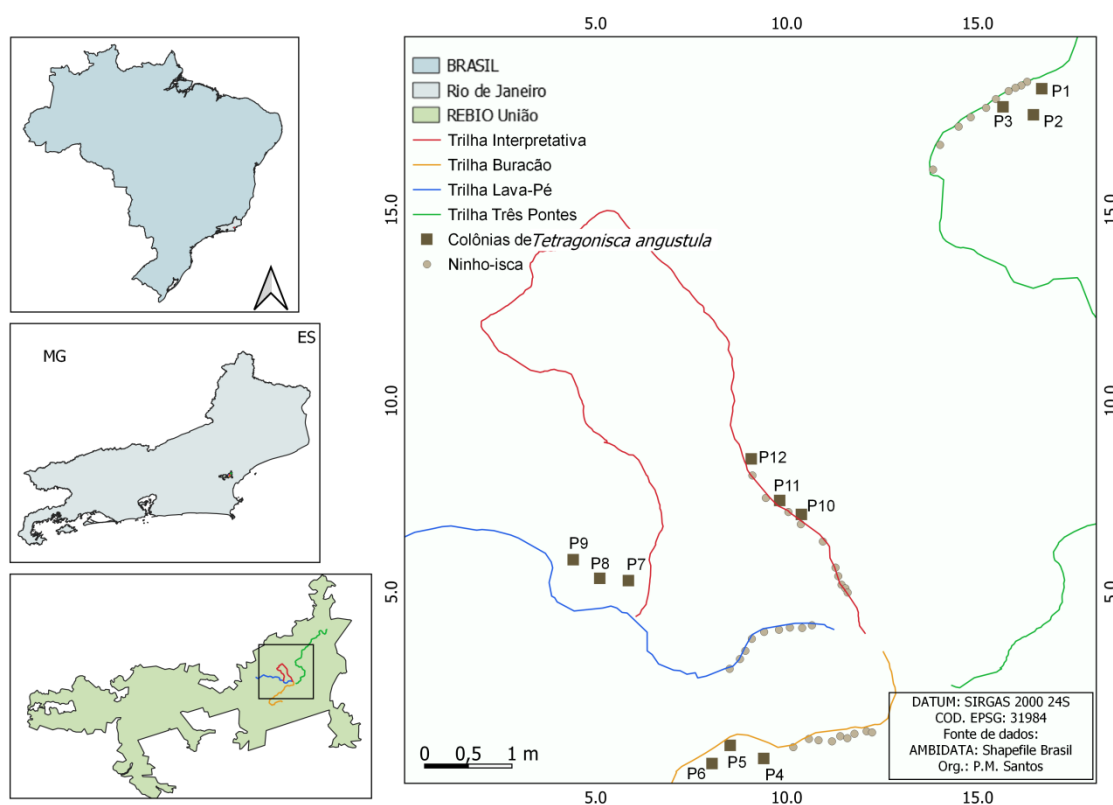 5.0 10.0 15.0
BRASIL
Rio de Janeiro
REBIO União
Trilha Interpretativa
Trilha Buracão
Trilha Lava-Pé
Trilha Três Pontes
Colônias de Tetragonisca angustula
Ninho-isca
P1
P3 P2
15.0 15.0
MG ES
10.0 10.0
P12
P11
P10
P9
P8 P7
5.0 5.0
0 0.5 1 m
P5
P6 P4
DATUM: SIRGAS 2000 24S
COD. EPSG: 31984
Fonte de dados:
AMBIDATA: Shapefile Brasil
Org.: P.M. Santos
5.0 10.0 15.0